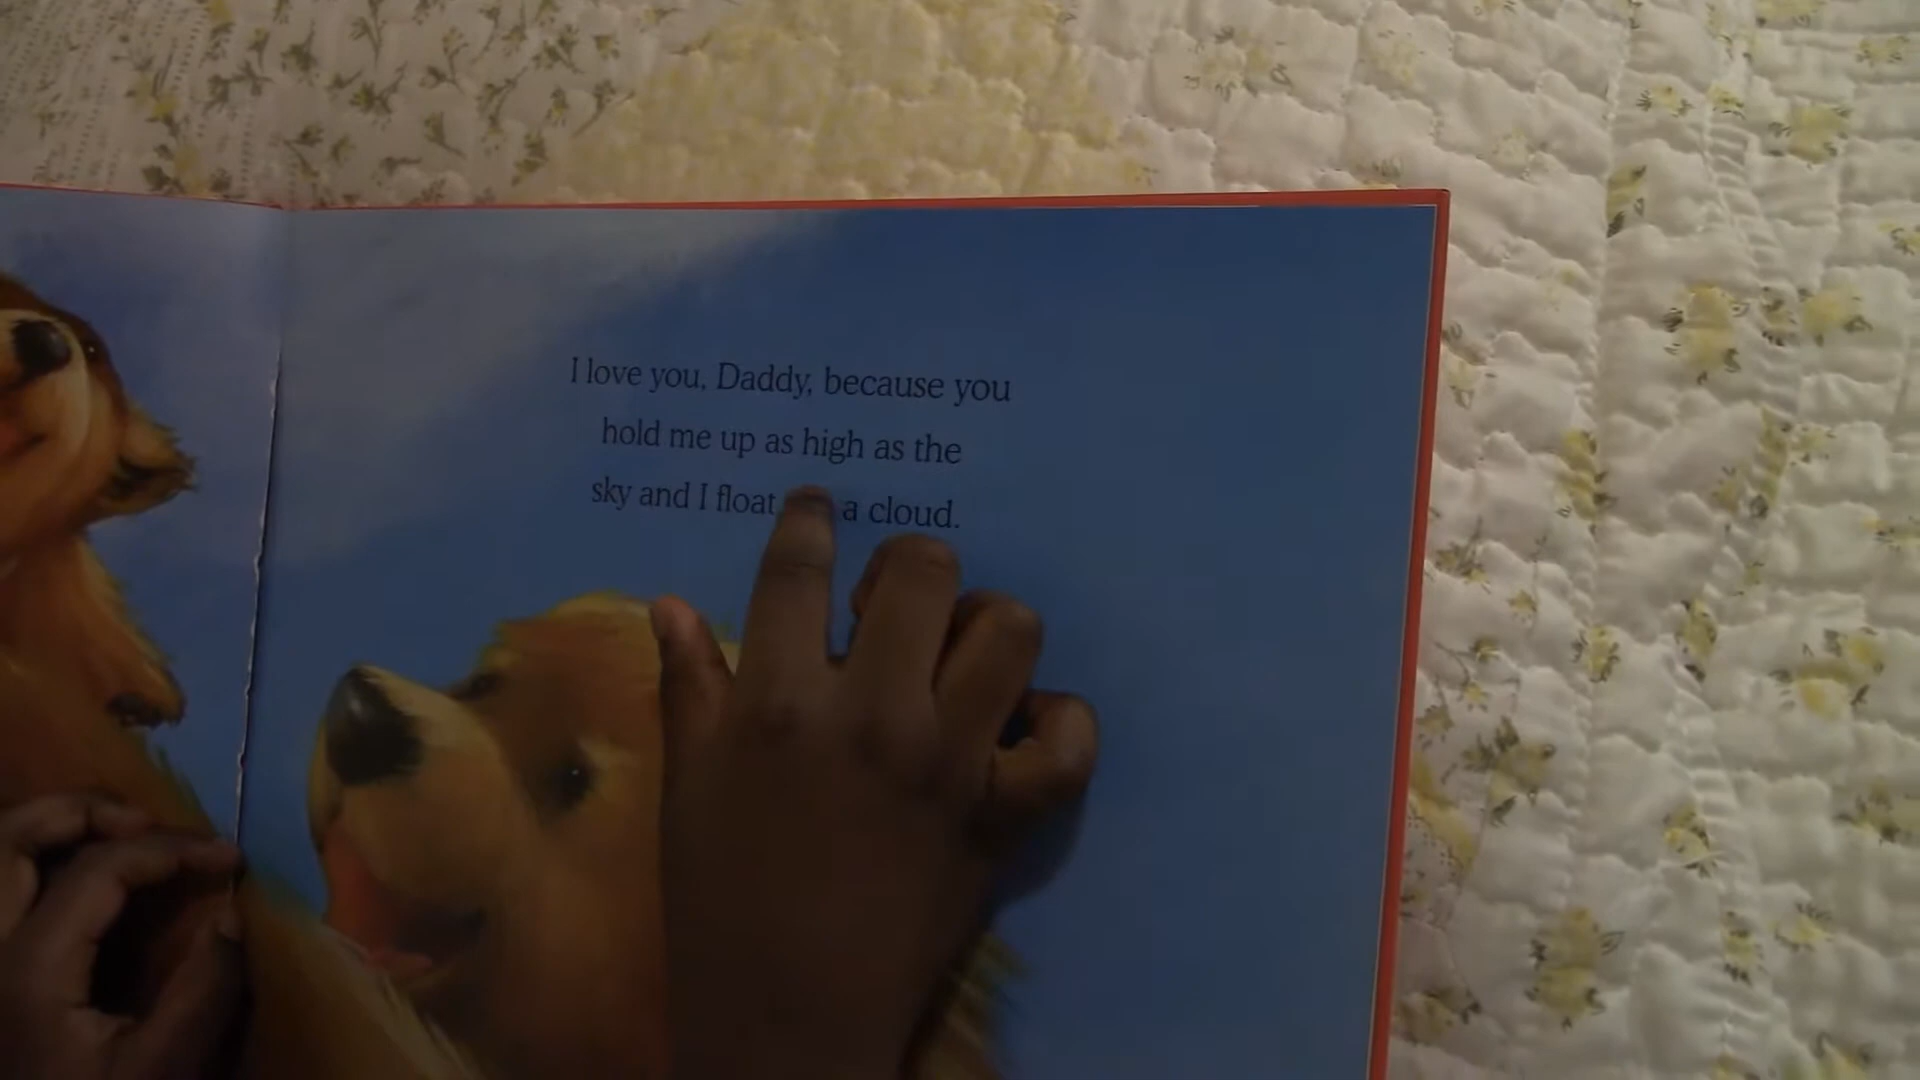 I love you, Daddy, because you
hold me up as high as the
sky and I float a cloud.